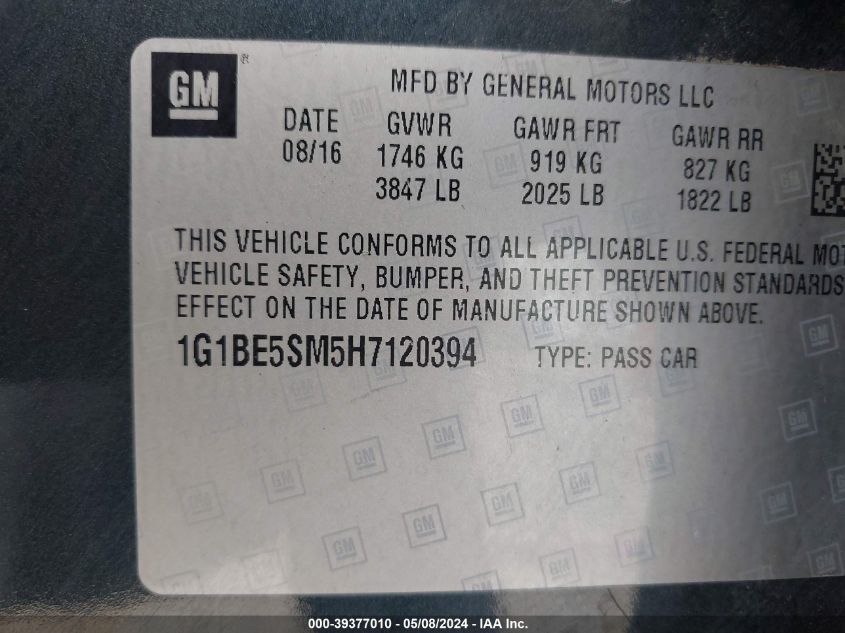 GM ®
MFD BY GENERAL MOTORS LLC
DATE GVWR GAWR FRT GAWR RR
08/16 1746 KG 919 KG 827 KG
3847 LB 2025 LB 1822 LB
THIS VEHICLE CONFORMS TO ALL APPLICABLE U.S. FEDERAL MOT
VEHICLE SAFETY, BUMPER, AND THEFT PREVENTION STANDARDS
EFFECT ON THE DATE OF MANUFACTURE SHOWN ABOVE.
1G1BE5SM5H7120394 TYPE: PASS CAR
000-39377010 — 05/08/2024 — IAA Inc.